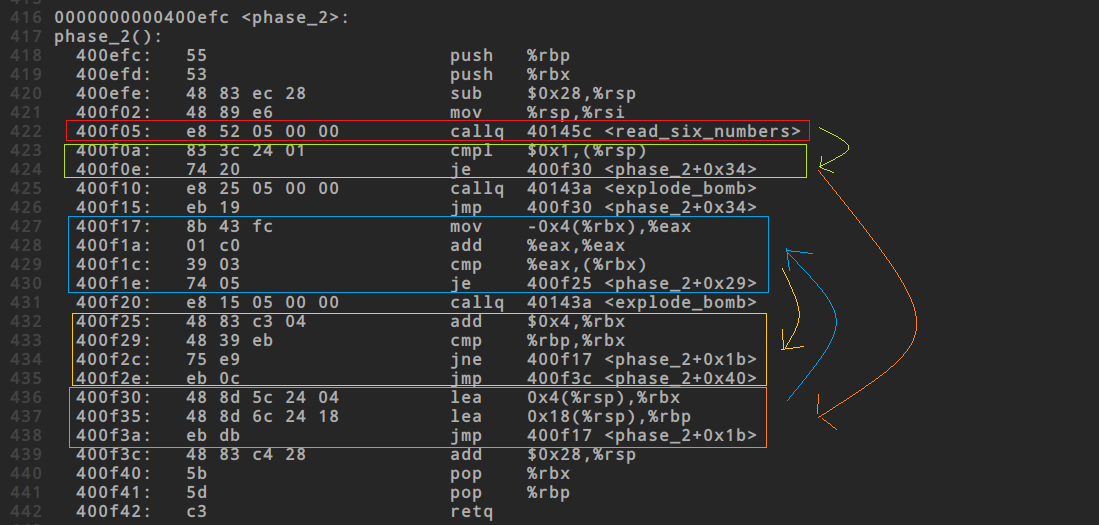 416 0000000000400efc <phase_2>:
417 phase_2():
418 400efc: 55 push %rbp
419 400efd: 53 push %rbx
420 400efe: 48 83 ec 28 sub $0x28,%rsp
421 400f02: 48 89 e6 mov %rsp,%rsi
422 400f05: e8 52 05 00 00 callq 40145c <read_six_numbers>
423 400f0a: 83 3c 24 01 cmpl $0x1,(%rsp)
424 400f0e: 74 20 je 400f30 <phase_2+0x34>
425 400f10: e8 25 05 00 00 callq 40143a <explode_bomb>
426 400f15: eb 19 jmp 400f30 <phase_2+0x34>
427 400f17: 8b 43 fc mov -0x4(%rbx),%eax
428 400f1a: 01 c0 add %eax,%eax
429 400f1c: 39 03 cmp %eax,(%rbx)
430 400f1e: 74 05 je 400f25 <phase_2+0x29>
431 400f20: e8 15 05 00 00 callq 40143a <explode_bomb>
432 400f25: 48 83 c3 04 add $0x4,%rbx
433 400f29: 48 39 eb cmp %rbp,%rbx
434 400f2c: 75 e9 jne 400f17 <phase_2+0x1b>
435 400f2e: eb 0c jmp 400f3c <phase_2+0x40>
436 400f30: 48 8d 5c 24 04 lea 0x4(%rsp),%rbx
437 400f35: 48 8d 6c 24 18 lea 0x18(%rsp),%rbp
438 400f3a: eb db jmp 400f17 <phase_2+0x1b>
439 400f3c: 48 83 c4 28 add $0x28,%rsp
440 400f40: 5b pop %rbx
441 400f41: 5d pop %rbp
442 400f42: c3 retq